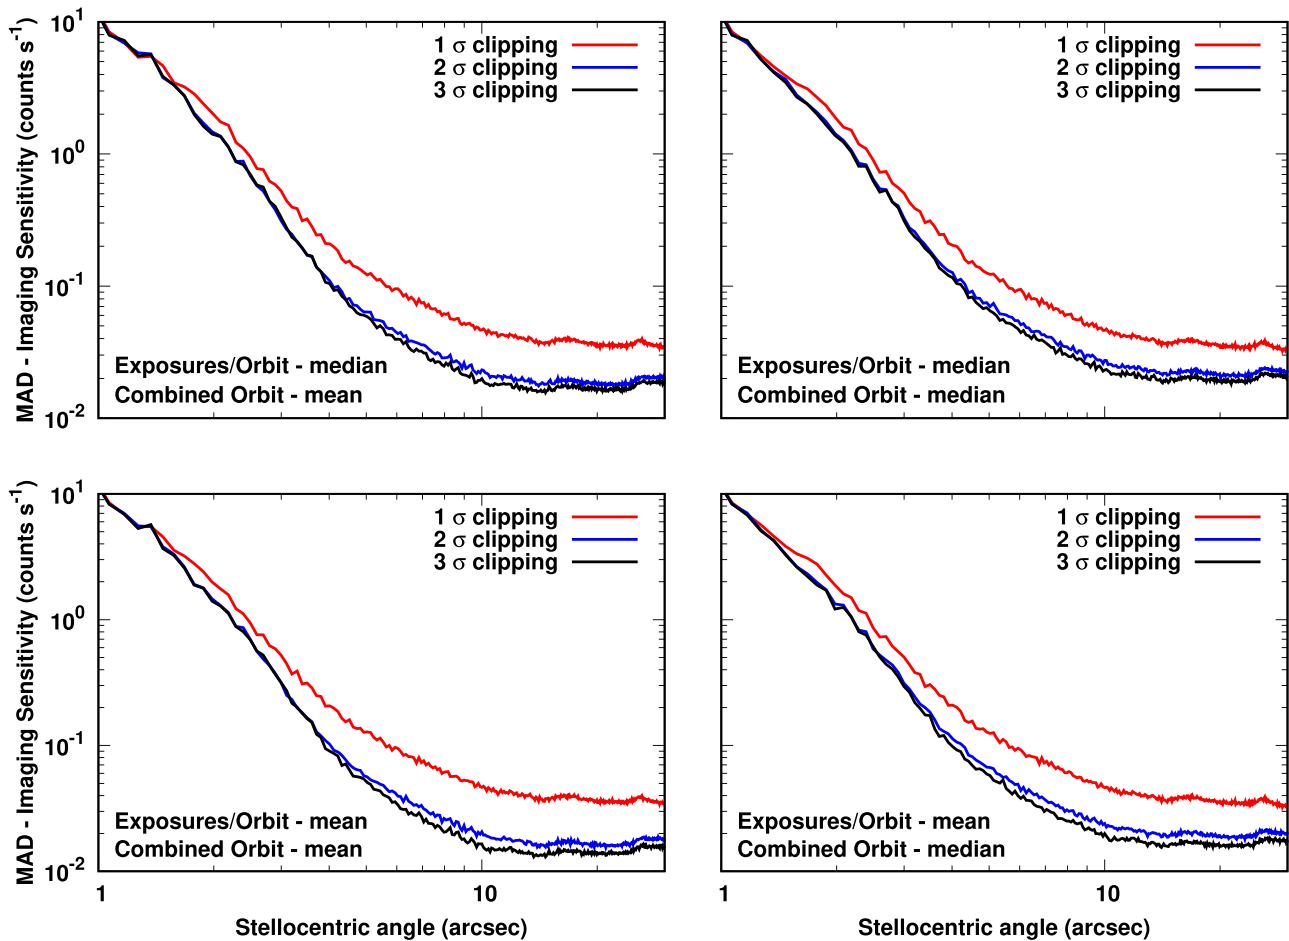 MAD - Imaging Sensitivity (counts s⁻¹)
10¹
10⁰
10⁻¹
10⁻²
1 σ clipping
2 σ clipping
3 σ clipping
Exposures/Orbit - median
Combined Orbit - mean
1 σ clipping
2 σ clipping
3 σ clipping
Exposures/Orbit - median
Combined Orbit - median
MAD - Imaging Sensitivity (counts s⁻¹)
10¹
10⁰
10⁻¹
10⁻²
1 σ clipping
2 σ clipping
3 σ clipping
Exposures/Orbit - mean
Combined Orbit - mean
1 10
Stellocentric angle (arcsec)
1 σ clipping
2 σ clipping
3 σ clipping
Exposures/Orbit - mean
Combined Orbit - median
1 10
Stellocentric angle (arcsec)